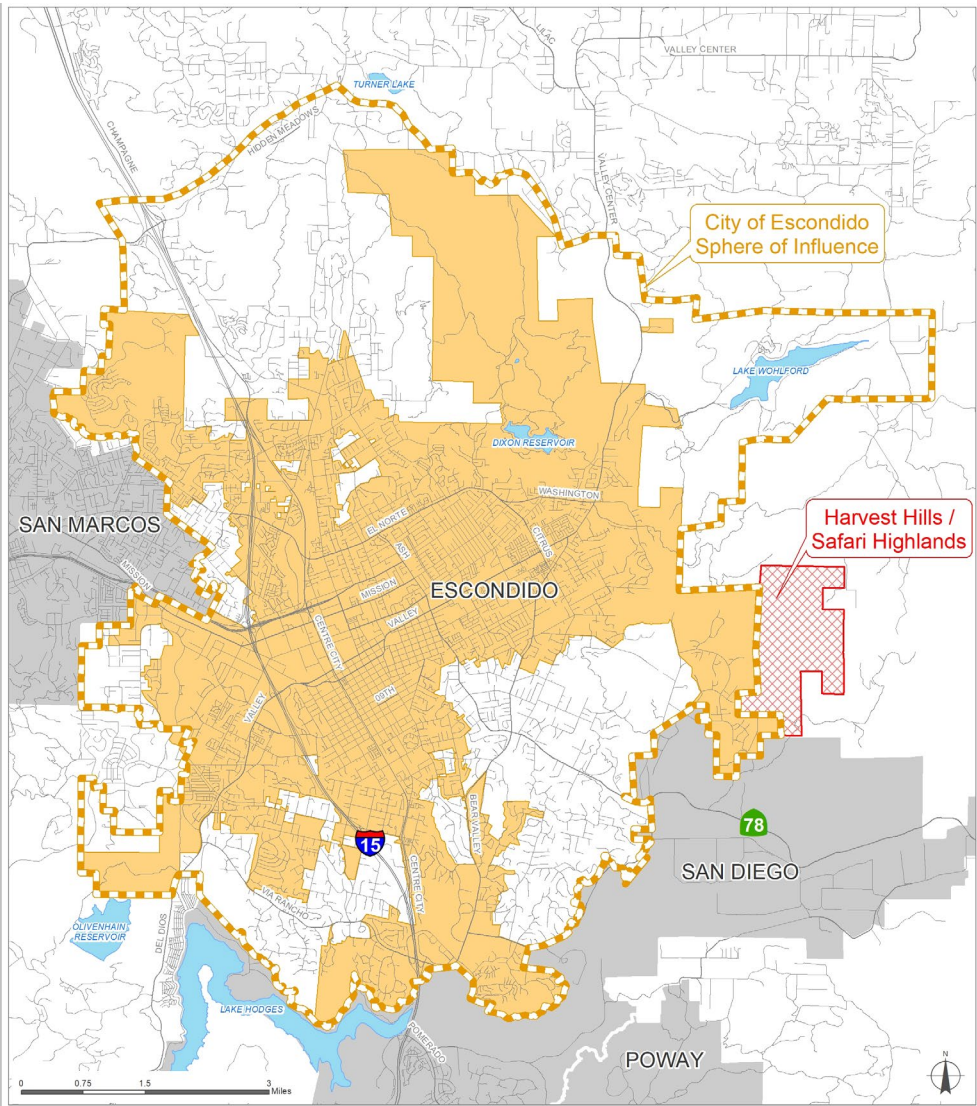 LILAC
VALLEY CENTER
TURNER LAKE
CHAMPAGNE
HIDDEN MEADOWS
VALLEY CENTER
City of Escondido
Sphere of Influence
LAKE WOHLFORD
DIXON RESERVOIR
WASHINGTON
SAN MARCOS
EL NORTE
ASH
CITRUS
Harvest Hills /
Safari Highlands
MISSION
MISSION
ESCONDIDO
VALLEY
CENTRE CITY
09TH
VALLEY
BEAR VALLEY
78
15
CENTRE CITY
SAN DIEGO
VIA RANCHO
OLIVENHAIN
RESERVOIR
DEL DIOS
LAKE HODGES
POMERADO
POWAY
N
0 0.75 1.5 3
Miles